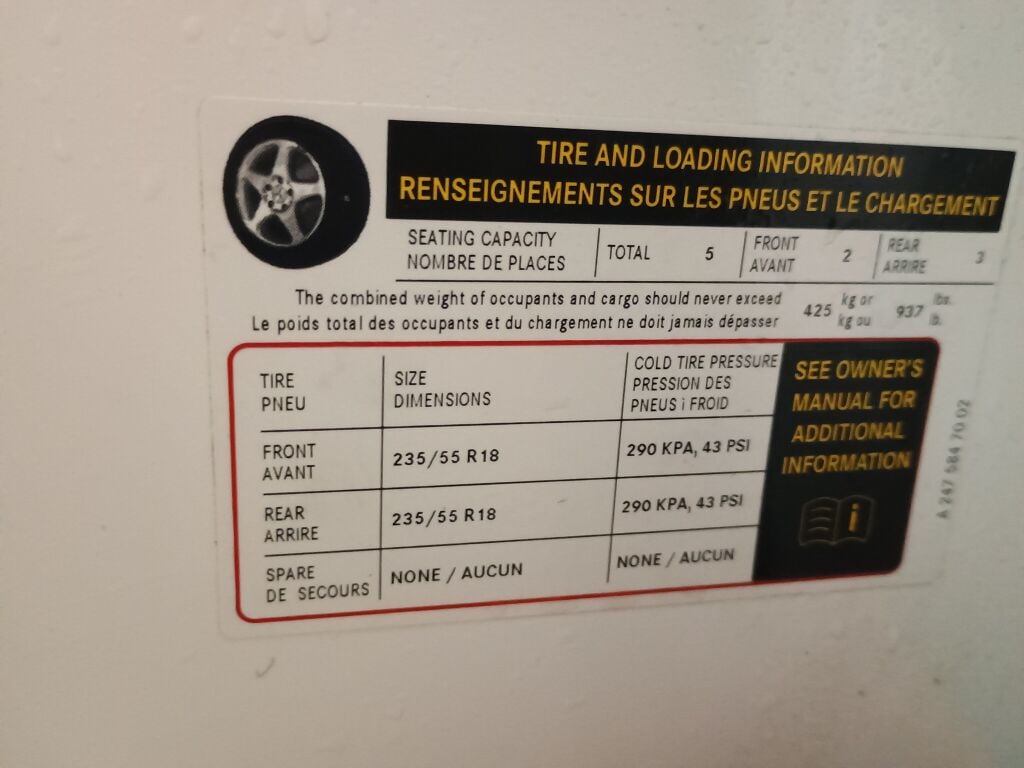 TIRE AND LOADING INFORMATION
RENSEIGNEMENTS SUR LES PNEUS ET LE CHARGEMENT
SEATING CAPACITY
NOMBRE DE PLACES
TOTAL 5
FRONT
AVANT
2
REAR
ARRIRE
3
The combined weight of occupants and cargo should never exceed
Le poids total des occupants et du chargement ne doit jamais dépasser
425
kg or
kg ou
937
lbs.
lb.
TIRE
PNEU
SIZE
DIMENSIONS
COLD TIRE PRESSURE
PRESSION DES
PNEUS i FROID
FRONT
AVANT
235/55 R18
290 KPA, 43 PSI
REAR
ARRIRE
235/55 R18
290 KPA, 43 PSI
SPARE
DE SECOURS
NONE / AUCUN
NONE / AUCUN
SEE OWNER'S
MANUAL FOR
ADDITIONAL
INFORMATION
i
A 247 584 70 02